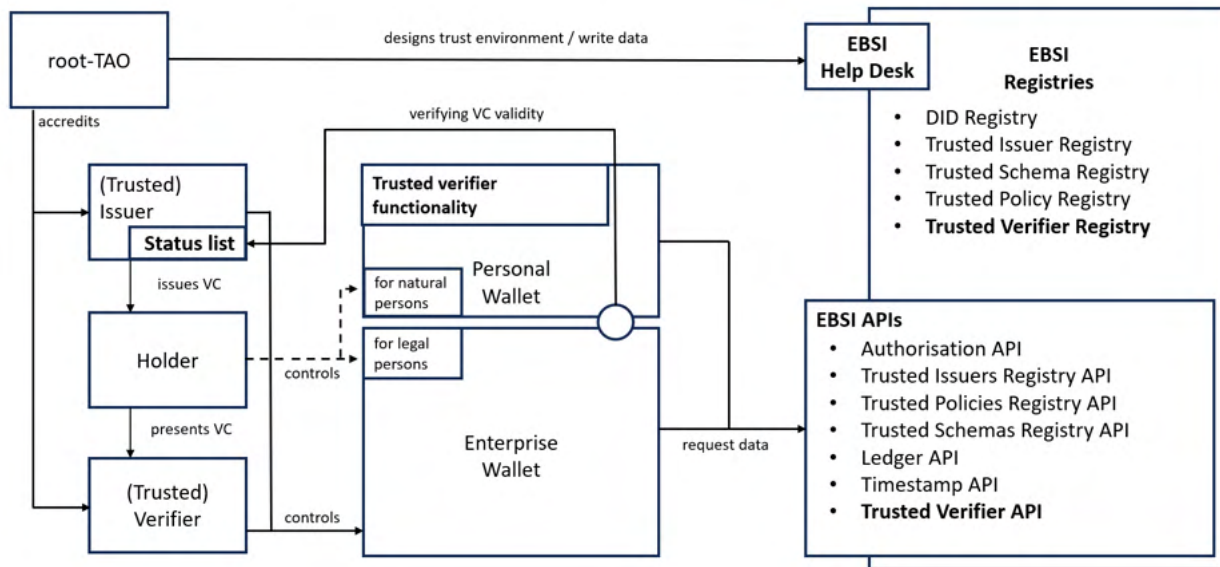 root-TAO
designs trust environment / write data
EBSI
Help Desk
EBSI
Registries
• DID Registry
• Trusted Issuer Registry
• Trusted Schema Registry
• Trusted Policy Registry
• Trusted Verifier Registry
accredits
verifying VC validity
(Trusted)
Issuer
Status list
Trusted verifier
functionality
Personal
Wallet
for natural
persons
issues VC
Holder
controls
for legal
persons
presents VC
Enterprise
Wallet
request data
(Trusted)
Verifier
controls
EBSI APIs
• Authorisation API
• Trusted Issuers Registry API
• Trusted Policies Registry API
• Trusted Schemas Registry API
• Ledger API
• Timestamp API
• Trusted Verifier API